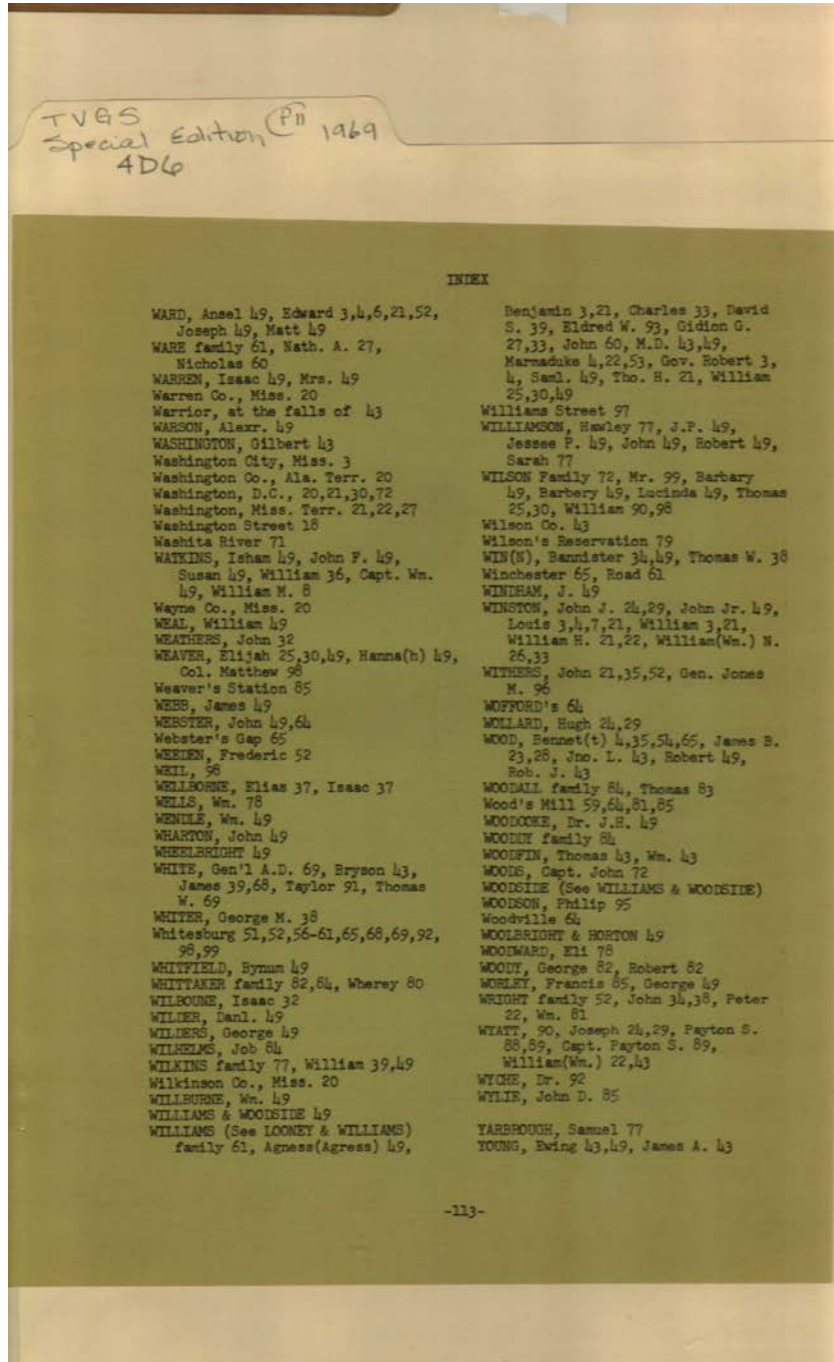 TVGS
Special Edition PII 1969
4D6
INDEX
WARD, Ansel 49, Edward 3,4,6,21,52,
Joseph 49, Matt 49
WARE family 61, Nath. A. 27,
Nicholas 60
WARREN, Isaac 49, Mrs. 49
Warren Co., Miss. 20
Warrior, at the falls of 43
WARSON, Alexr. 49
WASHINGTON, Gilbert 43
Washington City, Miss. 3
Washington Co., Ala. Terr. 20
Washington, D.C., 20,21,30,72
Washington, Miss. Terr. 21,22,27
Washington Street 18
Washita River 71
WATKINS, Isham 49, John F. 49,
Susan 49, William 36, Capt. Wm.
49, William M. 8
Wayne Co., Miss. 20
WEAL, William 49
WEATHERS, John 32
WEAVER, Elijah 25,30,49, Hanna(h) 49,
Col. Matthew 98
Weaver's Station 85
WEBB, James 49
WEBSTER, John 49,64
Webster's Gap 65
WEEDEN, Frederic 52
WEIL, 98
WELLBORNE, Elias 37, Isaac 37
WELLS, Wm. 78
WENDLE, Wm. 49
WHARTON, John 49
WHEELBRIGHT 49
WHITE, Gen'l A.D. 69, Bryson 43,
James 39,68, Taylor 91, Thomas
W. 69
WHITER, George M. 38
Whitesburg 51,52,56-61,65,68,69,92,
98,99
WHITFIELD, Bynum 49
WHITTAKER family 82,84, Wherey 80
WILBOUNE, Isaac 32
WILDER, Danl. 49
WILDERS, George 49
WILHELMS, Job 84
WILKINS family 77, William 39,49
Wilkinson Co., Miss. 20
WILLBURNE, Wm. 49
WILLIAMS & WOODSIDE 49
WILLIAMS (See LOONEY & WILLIAMS)
family 61, Agness(Agress) 49,
Benjamin 3,21, Charles 33, David
S. 39, Eldred W. 93, Gidion G.
27,33, John 60, M.D. 43,49,
Marmaduke 4,22,53, Gov. Robert 3,
4, Saml. 49, Tho. H. 21, William
25,30,49
Williams Street 97
WILLIAMSON, Hawley 77, J.P. 49,
Jessee P. 49, John 49, Robert 49,
Sarah 77
WILSON Family 72, Mr. 99, Barbary
49, Barbery 49, Lucinda 49, Thomas
25,30, William 90,98
Wilson Co. 43
Wilson's Reservation 79
WIN(N), Bannister 34,49, Thomas W. 38
Winchester 65, Road 61
WINDHAM, J. 49
WINSTON, John J. 24,29, John Jr. 49,
Louis 3,4,7,21, William 3,21,
William H. 21,22, William(Wm.) N.
26,33
WITHERS, John 21,35,52, Gen. Jones
M. 96
WOFFORD's 64
WOLLARD, Hugh 24,29
WOOD, Bennet(t) 4,35,54,65, James B.
23,28, Jno. L. 43, Robert 49,
Rob. J. 43
WOODALL family 84, Thomas 83
Wood's Mill 59,64,81,85
WOODCOKE, Dr. J.H. 49
WOODDY family 84
WOODFIN, Thomas 43, Wm. 43
WOODS, Capt. John 72
WOODSIDE (See WILLIAMS & WOODSIDE)
WOODSON, Philip 95
Woodville 64
WOOLBRIGHT & HORTON 49
WOODWARD, Eli 78
WOODY, George 82, Robert 82
WORLEY, Francis 85, George 49
WRIGHT family 52, John 34,38, Peter
22, Wm. 81
WYATT, 90, Joseph 24,29, Payton S.
88,89, Capt. Payton S. 89,
William(Wm.) 22,43
WYCHE, Dr. 92
WYLIE, John D. 85
YARBROUGH, Samuel 77
YOUNG, Ewing 43,49, James A. 43
-113-